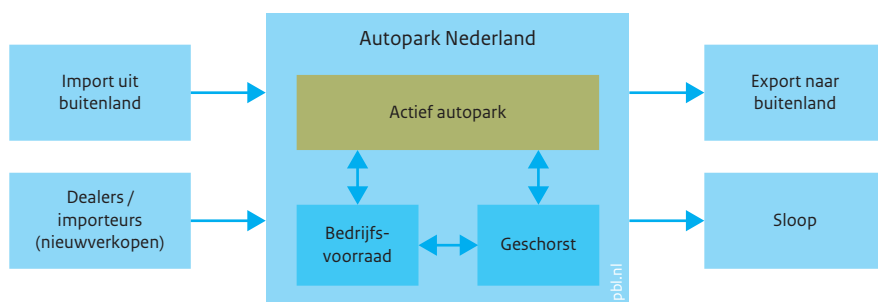 Autopark Nederland
Import uit
buitenland
Actief autopark
Export naar
buitenland
Dealers /
importeurs
(nieuwverkopen)
Bedrijfs-
voorraad
Geschorst
Sloop
pbl.nl